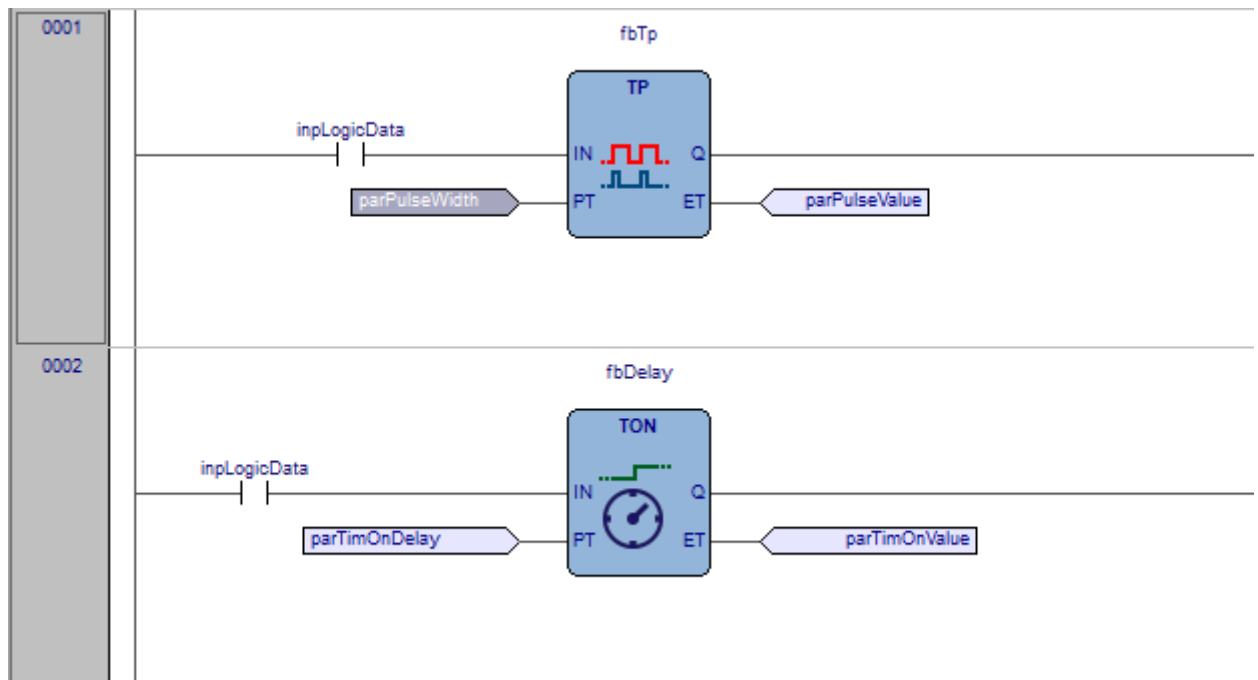 0001
fbTp
TP
inpLogicData
IN Q
parPulseWidth PT ET parPulseValue
0002
fbDelay
TON
inpLogicData
IN Q
parTimOnDelay PT ET parTimOnValue